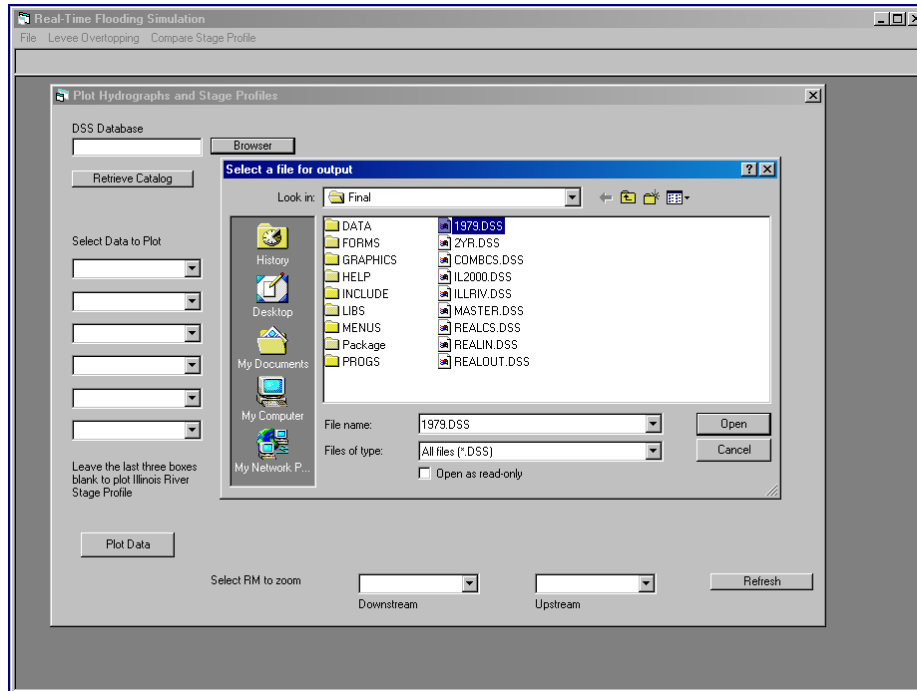 Real-Time Flooding Simulation
File Levee Overtopping Compare Stage Profile
Plot Hydrographs and Stage Profiles
DSS Database
Browser
Retrieve Catalog
Select Data to Plot
Leave the last three boxes
blank to plot Illinois River
Stage Profile
Plot Data
Select RM to zoom
Downstream
Upstream
Refresh
Select a file for output
Look in: Final
History
Desktop
My Documents
My Computer
My Network P...
DATA
FORMS
GRAPHICS
HELP
INCLUDE
LIBS
MENUS
Package
PROGS
1979.DSS
2YR.DSS
COMBCS.DSS
IL2000.DSS
ILLRIV.DSS
MASTER.DSS
REALCS.DSS
REALIN.DSS
REALOUT.DSS
File name: 1979.DSS Open
Files of type: All files (*.DSS) Cancel
Open as read-only